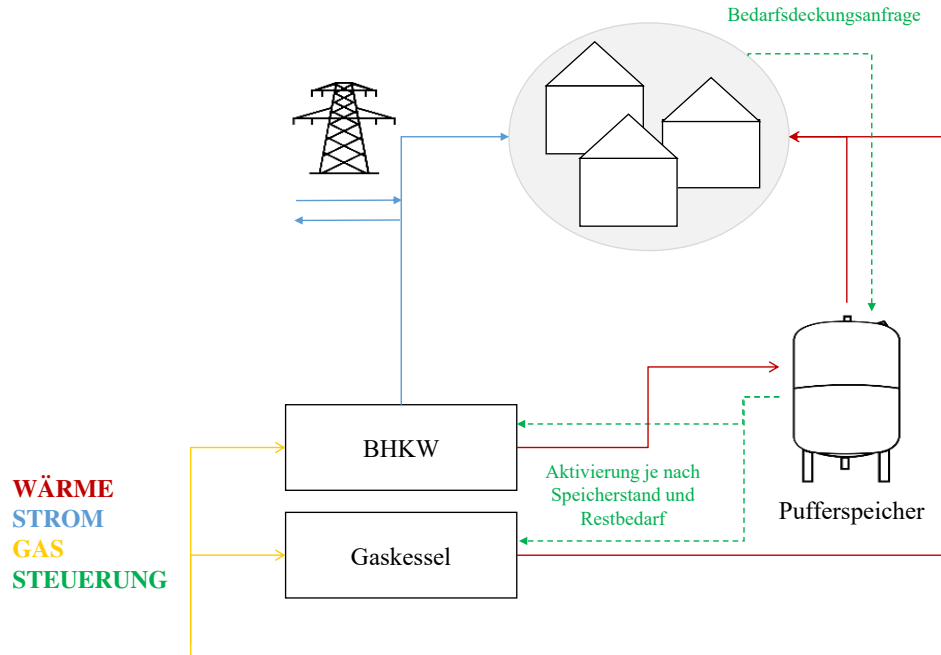 Bedarfsdeckungsanfrage
BHKW
Aktivierung je nach
Speicherstand und
Restbedarf
Pufferspeicher
Gaskessel
WÄRME
STROM
GAS
STEUERUNG